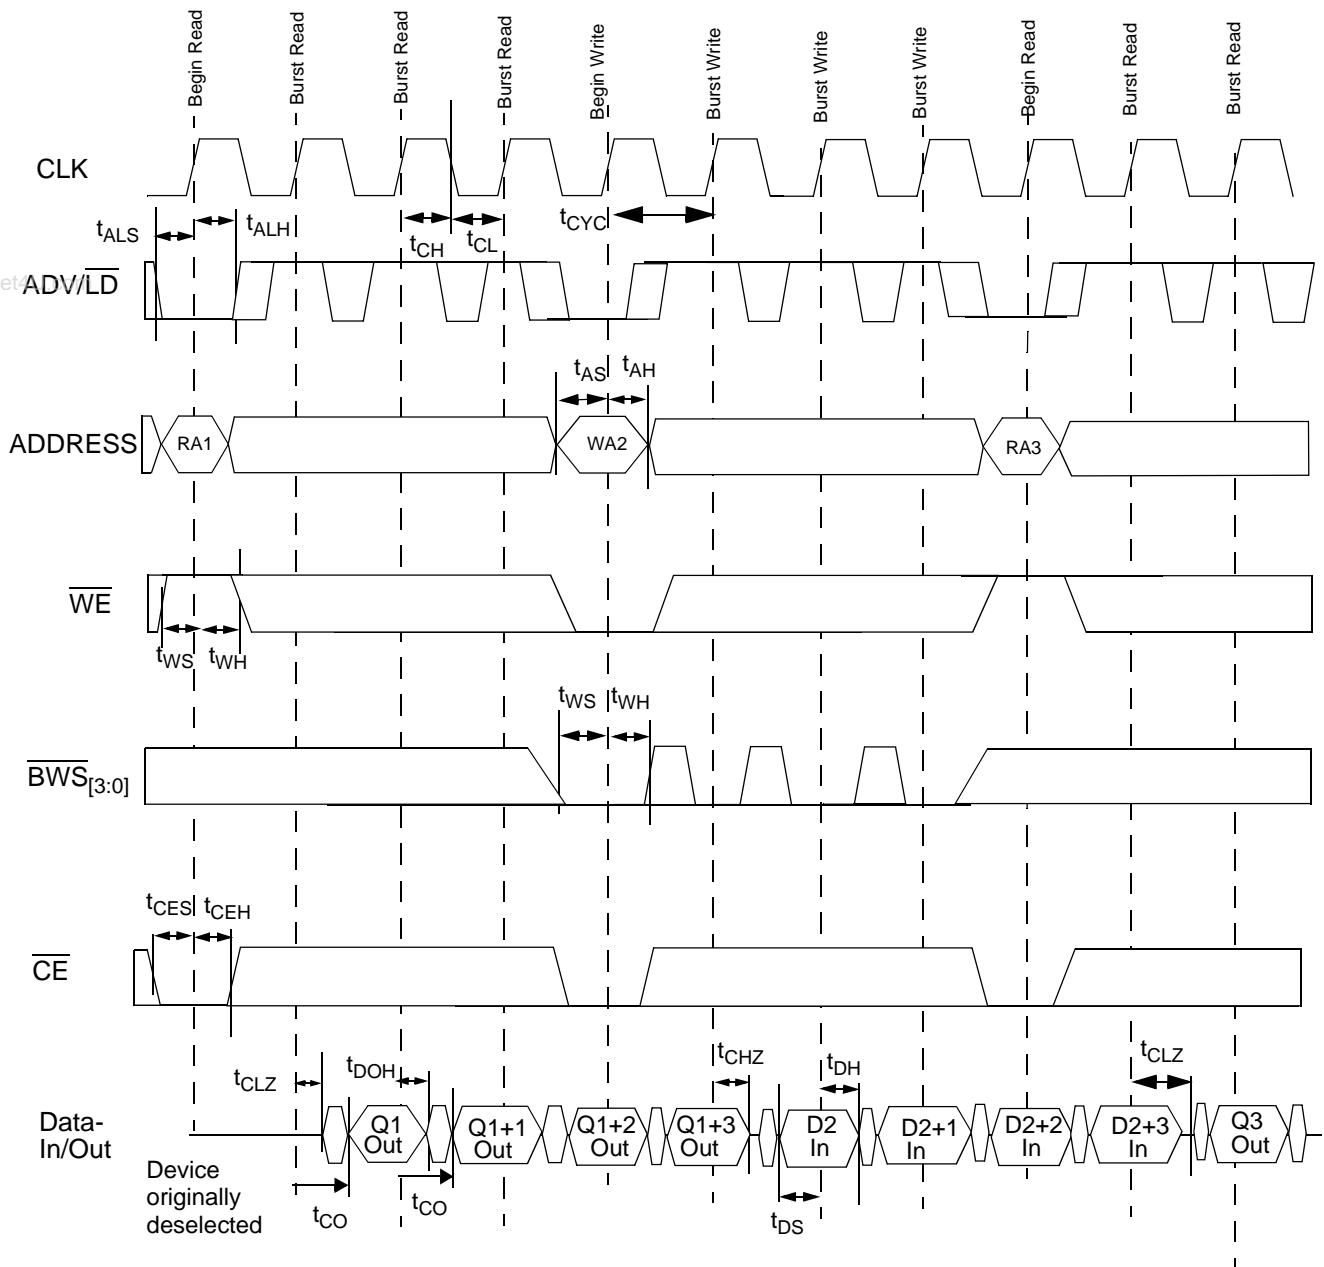 Begin Read
Burst Read
Burst Read
Burst Read
Begin Write
Burst Write
Burst Write
Burst Write
Begin Read
Burst Read
Burst Read
CLK
tALS
tALH
tCH
tCL
tCYC
ADV/LD
tAS
tAH
ADDRESS
RA1
WA2
RA3
WE
tWS
tWH
tWS
tWH
BWS[3:0]
tCES
tCEH
CE
tCLZ
tDOH
tCHZ
tDH
tCLZ
Data-
In/Out
Q1
Out
Q1+1
Out
Q1+2
Out
Q1+3
Out
D2
In
D2+1
In
D2+2
In
D2+3
In
Q3
Out
Device
originally
deselected
tCO
tCO
tDS